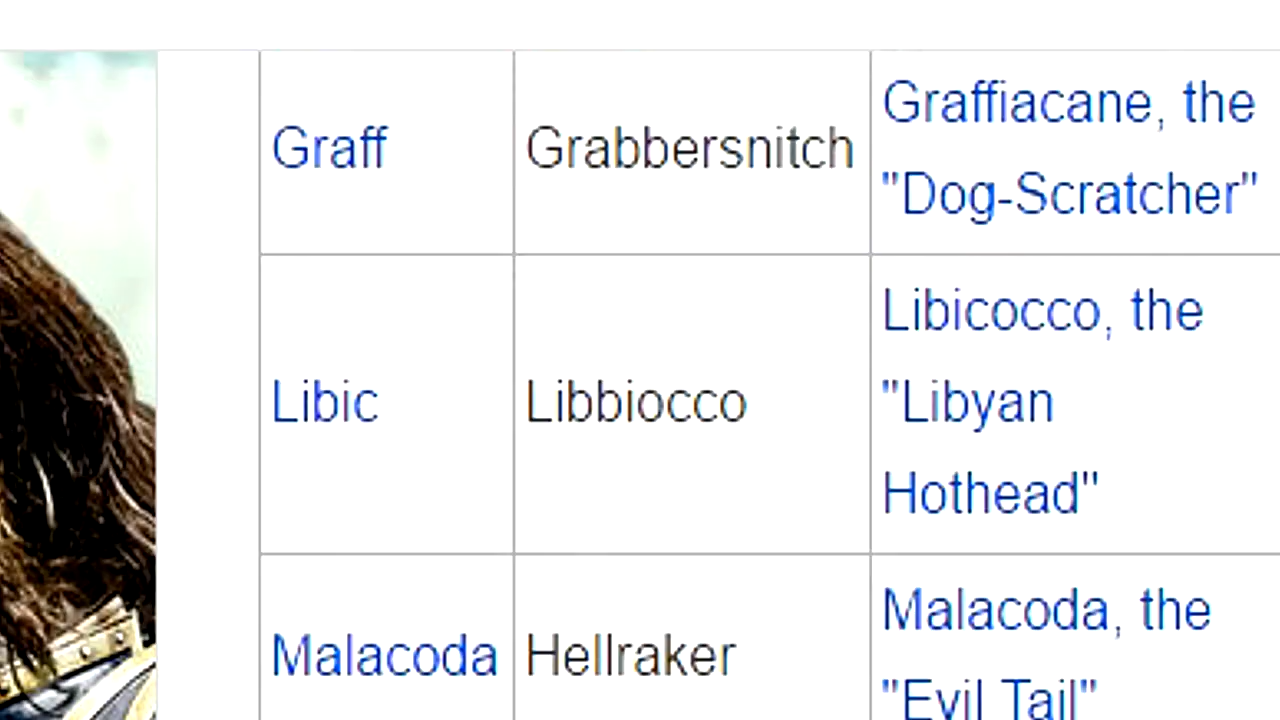 Graff
Grabbersnitch
Graffiacane, the
"Dog-Scratcher"
Libic
Libbiocco
Libicocco, the
"Libyan
Hothead"
Malacoda
Hellraker
Malacoda, the
"Evil Tail"